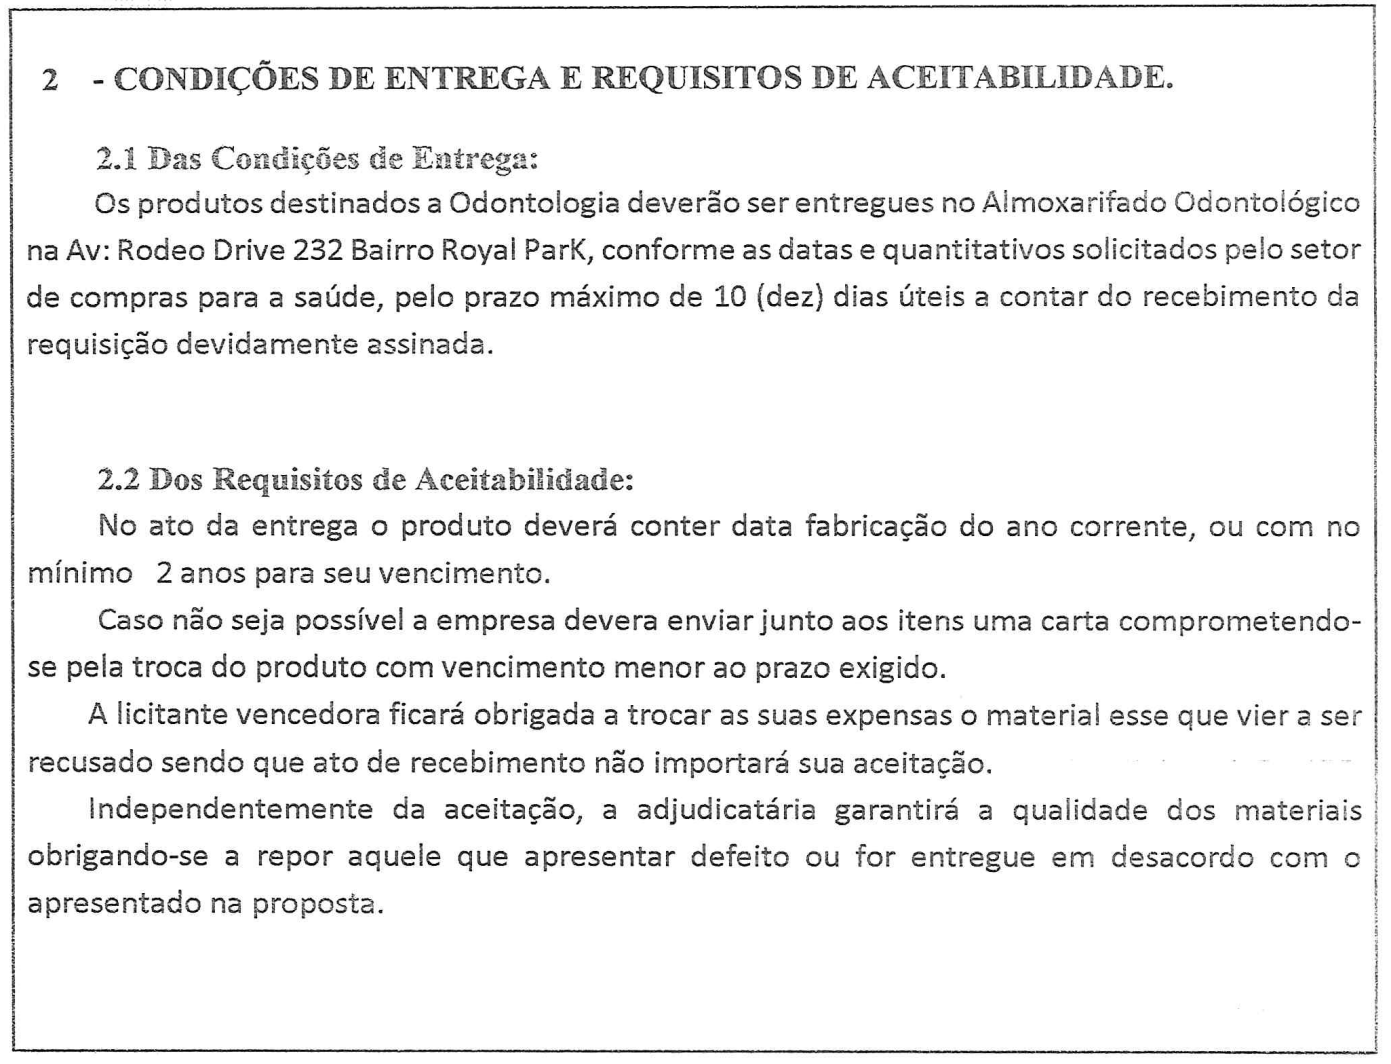 2 - CONDIÇÕES DE ENTREGA E REQUISITOS DE ACEITABILIDADE.
2.1 Das Condições de Entrega:
Os produtos destinados a Odontologia deverão ser entregues no Almoxarifado Odontológico
na Av: Rodeo Drive 232 Bairro Royal ParK, conforme as datas e quantitativos solicitados pelo setor
de compras para a saúde, pelo prazo máximo de 10 (dez) dias úteis a contar do recebimento da
requisição devidamente assinada.
2.2 Dos Requisitos de Aceitabilidade:
No ato da entrega o produto deverá conter data fabricação do ano corrente, ou com no
mínimo 2 anos para seu vencimento.
Caso não seja possível a empresa devera enviar junto aos itens uma carta comprometendo-
se pela troca do produto com vencimento menor ao prazo exigido.
A licitante vencedora ficará obrigada a trocar as suas expensas o material esse que vier a ser
recusado sendo que ato de recebimento não importará sua aceitação.
Independentemente da aceitação, a adjudicatária garantirá a qualidade dos materiais
obrigando-se a repor aquele que apresentar defeito ou for entregue em desacordo com o
apresentado na proposta.